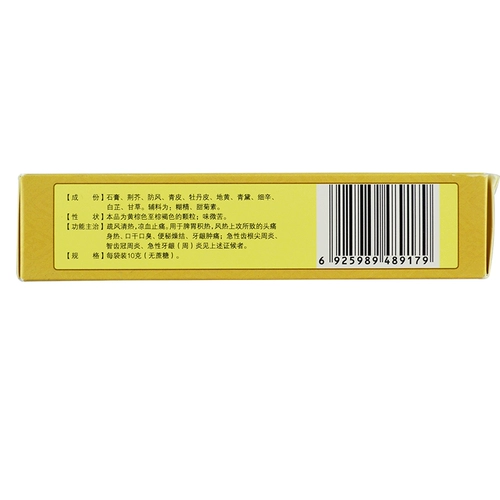 【成　份】石膏、荆芥、防风、青皮、牡丹皮、地黄、青黛、细辛、
白芷、甘草。辅料为：糊精、甜菊素。
【性　状】本品为黄棕色至棕褐色的颗粒；味微苦。
【功能主治】疏风清热，凉血止痛。用于脾胃积热，风热上攻所致的头痛
身热、口干口臭、便秘燥结、牙龈肿痛；急性齿根尖周炎、
智齿冠周炎、急性牙龈（周）炎见上述证候者。
【规　格】每袋装10克（无蔗糖）。
6 925989 489179